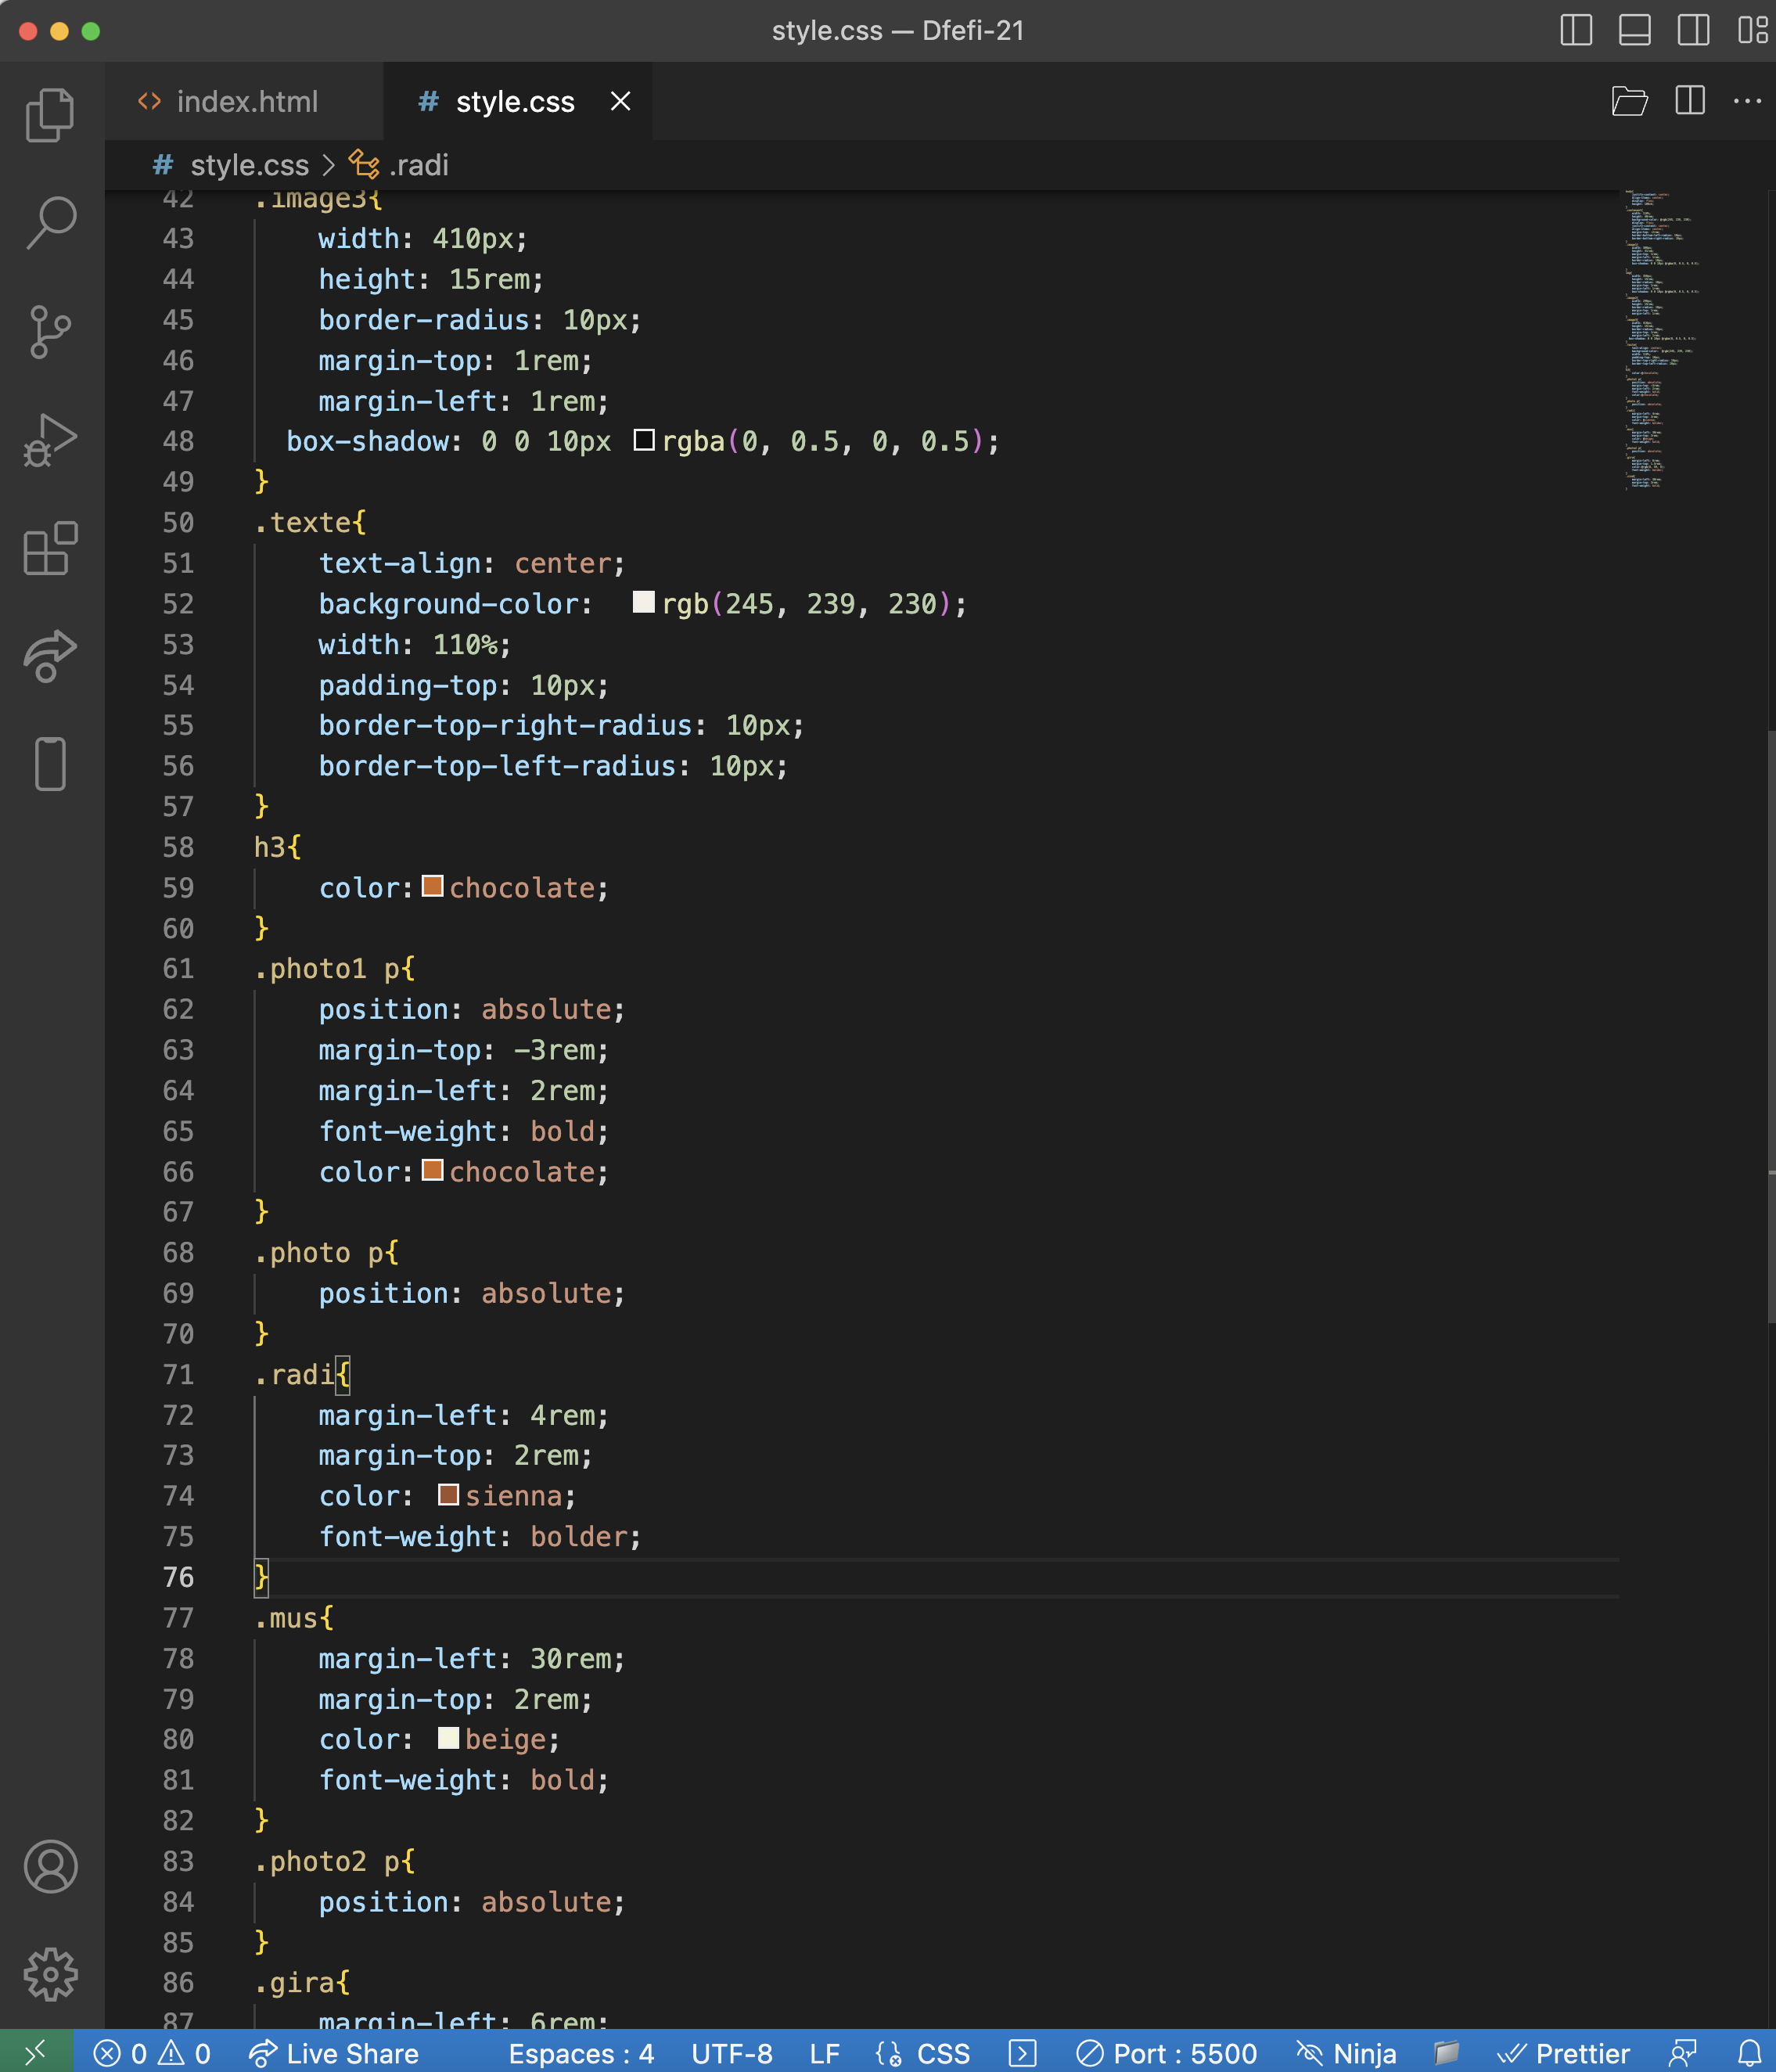 style.css — Dfefi-21
<> index.html # style.css
# style.css > .radi
42 .image3{
43 width: 410px;
44 height: 15rem;
45 border-radius: 10px;
46 margin-top: 1rem;
47 margin-left: 1rem;
48 box-shadow: 0 0 10px rgba(0, 0.5, 0, 0.5);
49 }
50 .texte{
51 text-align: center;
52 background-color: rgb(245, 239, 230);
53 width: 110%;
54 padding-top: 10px;
55 border-top-right-radius: 10px;
56 border-top-left-radius: 10px;
57 }
58 h3{
59 color: chocolate;
60 }
61 .photo1 p{
62 position: absolute;
63 margin-top: -3rem;
64 margin-left: 2rem;
65 font-weight: bold;
66 color: chocolate;
67 }
68 .photo p{
69 position: absolute;
70 }
71 .radi{
72 margin-left: 4rem;
73 margin-top: 2rem;
74 color: sienna;
75 font-weight: bolder;
76 }
77 .mus{
78 margin-left: 30rem;
79 margin-top: 2rem;
80 color: beige;
81 font-weight: bold;
82 }
83 .photo2 p{
84 position: absolute;
85 }
86 .gira{
87 margin-left: 6rem;
0 0 Live Share Espaces : 4 UTF-8 LF CSS Port : 5500 Ninja Prettier